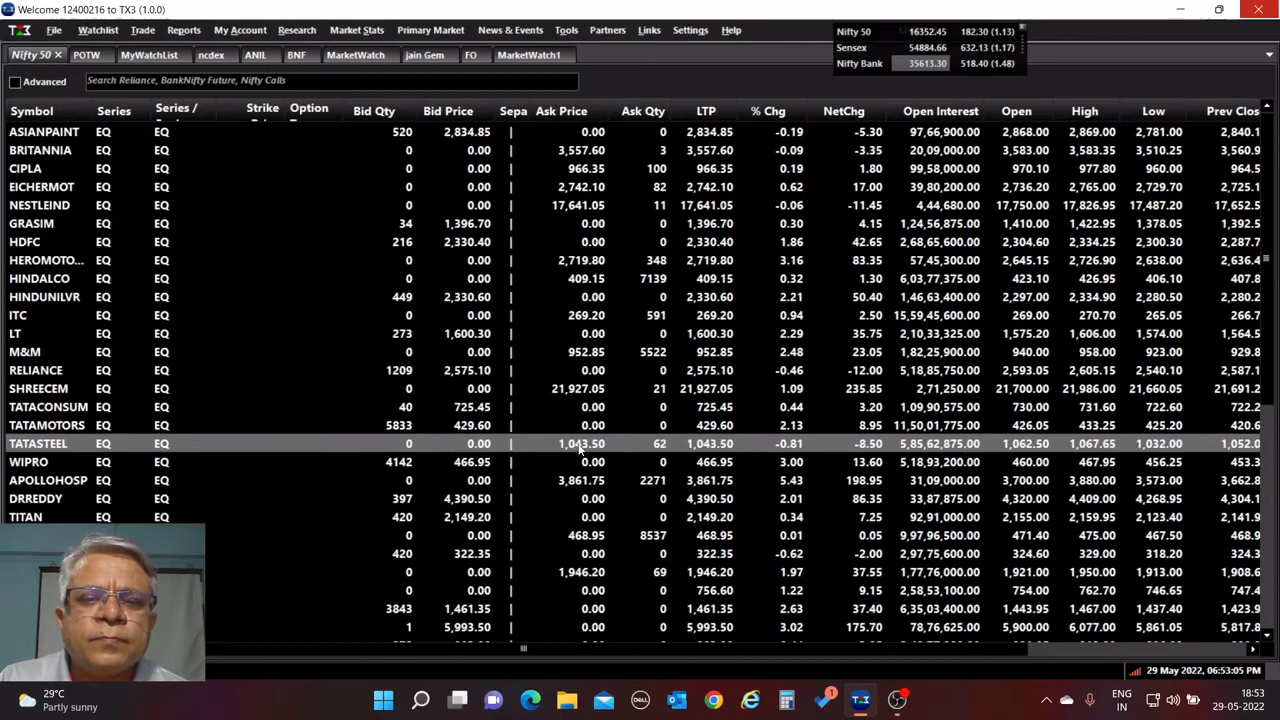 Welcome 12400216 to TX3 (1.0.0)
TX3 File Watchlist Trade Reports My Account Research Market Stats Primary Market News & Events Tools Partners Links Settings Help
Nifty 50 16352.45 182.30 (1.13)
Sensex 54884.66 632.13 (1.17)
Nifty Bank 35613.30 518.40 (1.48)
Nifty 50 POTW MyWatchList ncdex ANIL BNF MarketWatch jain Gem FO MarketWatch1
Advanced Search Reliance, BankNifty Future, Nifty Calls
Symbol Series Series / Strike Option Bid Qty Bid Price Sepa Ask Price Ask Qty LTP % Chg NetChg Open Interest Open High Low Prev Clos
ASIANPAINT EQ EQ 520 2,834.85 | 0.00 0 2,834.85 -0.19 -5.30 97,66,900.00 2,868.00 2,869.00 2,781.00 2,840.1
BRITANNIA EQ EQ 0 0.00 | 3,557.60 3 3,557.60 -0.09 -3.35 20,09,000.00 3,583.00 3,583.35 3,510.25 3,560.9
CIPLA EQ EQ 0 0.00 | 966.35 100 966.35 0.19 1.80 99,58,000.00 970.10 977.80 960.00 964.5
EICHERMOT EQ EQ 0 0.00 | 2,742.10 82 2,742.10 0.62 17.00 39,80,200.00 2,736.20 2,765.00 2,729.70 2,725.1
NESTLEIND EQ EQ 0 0.00 | 17,641.05 11 17,641.05 -0.06 -11.45 4,44,680.00 17,750.00 17,826.95 17,487.20 17,652.5
GRASIM EQ EQ 34 1,396.70 | 0.00 0 1,396.70 0.30 4.15 1,24,56,875.00 1,410.00 1,422.95 1,378.05 1,392.5
HDFC EQ EQ 216 2,330.40 | 0.00 0 2,330.40 1.86 42.65 2,68,65,600.00 2,304.60 2,334.25 2,300.30 2,287.7
HEROMOTO... EQ EQ 0 0.00 | 2,719.80 348 2,719.80 3.16 83.35 57,45,300.00 2,645.15 2,726.90 2,638.00 2,636.4
HINDALCO EQ EQ 0 0.00 | 409.15 7139 409.15 0.32 1.30 6,03,77,375.00 423.10 426.95 406.10 407.8
HINDUNILVR EQ EQ 449 2,330.60 | 0.00 0 2,330.60 2.21 50.40 1,46,63,400.00 2,297.00 2,334.90 2,280.50 2,280.2
ITC EQ EQ 0 0.00 | 269.20 591 269.20 0.94 2.50 15,59,45,600.00 269.00 270.70 265.05 266.7
LT EQ EQ 273 1,600.30 | 0.00 0 1,600.30 2.29 35.75 2,10,33,325.00 1,575.20 1,606.00 1,574.00 1,564.5
M&M EQ EQ 0 0.00 | 952.85 5522 952.85 2.48 23.05 1,82,25,900.00 940.00 958.00 923.00 929.8
RELIANCE EQ EQ 1209 2,575.10 | 0.00 0 2,575.10 -0.46 -12.00 5,18,85,750.00 2,593.05 2,605.15 2,540.10 2,587.1
SHREECEM EQ EQ 0 0.00 | 21,927.05 21 21,927.05 1.09 235.85 2,71,250.00 21,700.00 21,986.00 21,660.05 21,691.2
TATACONSUM EQ EQ 40 725.45 | 0.00 0 725.45 0.44 3.20 1,09,90,575.00 730.00 731.60 722.20 722.2
TATAMOTORS EQ EQ 5833 429.60 | 0.00 0 429.60 2.13 8.95 11,50,01,775.00 426.05 433.25 425.20 420.6
TATASTEEL EQ EQ 0 0.00 | 1,043.50 62 1,043.50 -0.81 -8.50 5,85,62,875.00 1,062.50 1,067.65 1,032.00 1,052.0
WIPRO EQ EQ 4142 466.95 | 0.00 0 466.95 3.00 13.60 5,18,93,200.00 460.00 467.95 456.25 453.3
APOLLOHOSP EQ EQ 0 0.00 | 3,861.75 2271 3,861.75 5.43 198.95 31,09,000.00 3,700.00 3,880.00 3,573.00 3,662.8
DRREDDY EQ EQ 397 4,390.50 | 0.00 0 4,390.50 2.01 86.35 33,87,875.00 4,320.00 4,409.00 4,268.95 4,304.1
TITAN EQ EQ 420 2,149.20 | 0.00 0 2,149.20 0.34 7.25 92,91,000.00 2,155.00 2,159.95 2,123.40 2,141.9
0 0.00 | 468.95 8537 468.95 0.01 0.05 9,97,96,500.00 471.40 475.00 467.50 468.9
420 322.35 | 0.00 0 322.35 -0.62 -2.00 2,97,75,600.00 324.60 329.00 318.20 324.3
0 0.00 | 1,946.20 69 1,946.20 1.97 37.55 1,77,76,000.00 1,921.00 1,950.00 1,913.00 1,908.6
0 0.00 | 0.00 0 756.60 1.22 9.15 2,58,53,100.00 754.00 762.70 746.65 747.4
3843 1,461.35 | 0.00 0 1,461.35 2.63 37.40 6,35,03,400.00 1,443.95 1,467.00 1,437.40 1,423.9
1 5,993.50 | 0.00 0 5,993.50 3.02 175.70 78,76,625.00 5,900.00 6,077.00 5,861.05 5,817.8
29 May 2022, 06:53:05 PM
29°C
Partly sunny
DELL
1
ENG
IN
18:53
29-05-2022